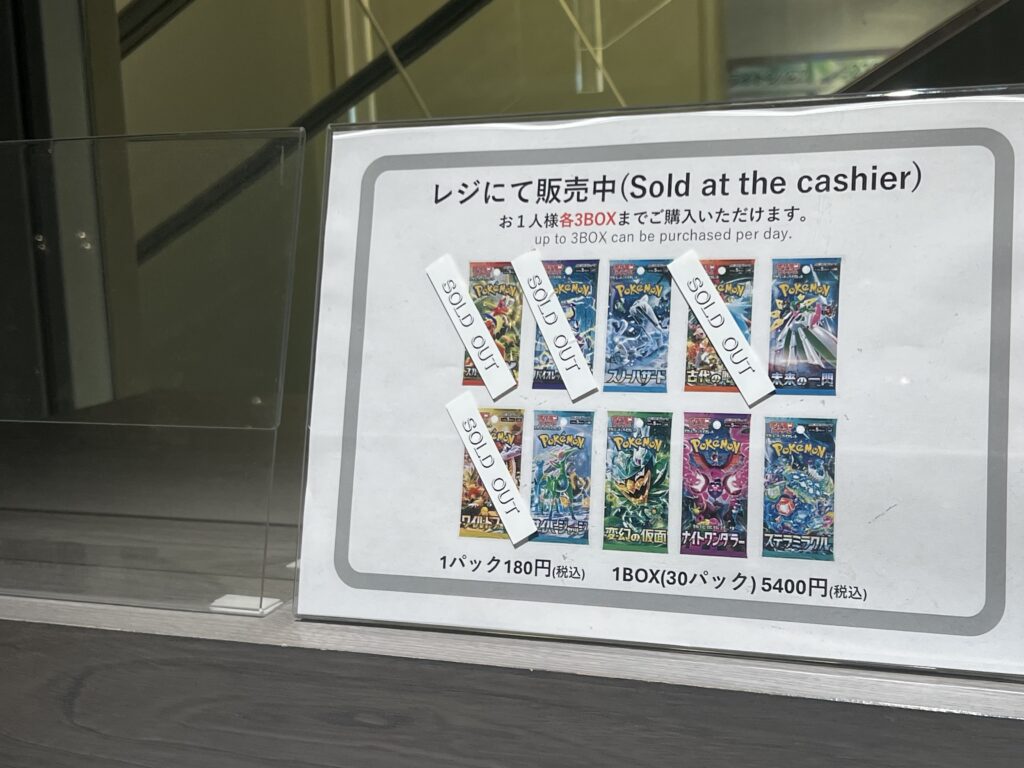 レジにて販売中(Sold at the cashier)
お1人様各3BOXまでご購入いただけます。
up to 3BOX can be purchased per day.
POKÉMON POKÉMON POKÉMON POKÉMON POKÉMON
SOLD OUT SOLD OUT SOLD OUT
スノーハザード 古代の 未来の一閃
POKÉMON POKÉMON POKÉMON POKÉMON POKÉMON
SOLD OUT
変幻の仮面 ナイトワンダラー ステラミラクル
1パック180円(税込) 1BOX(30パック) 5400円(税込)